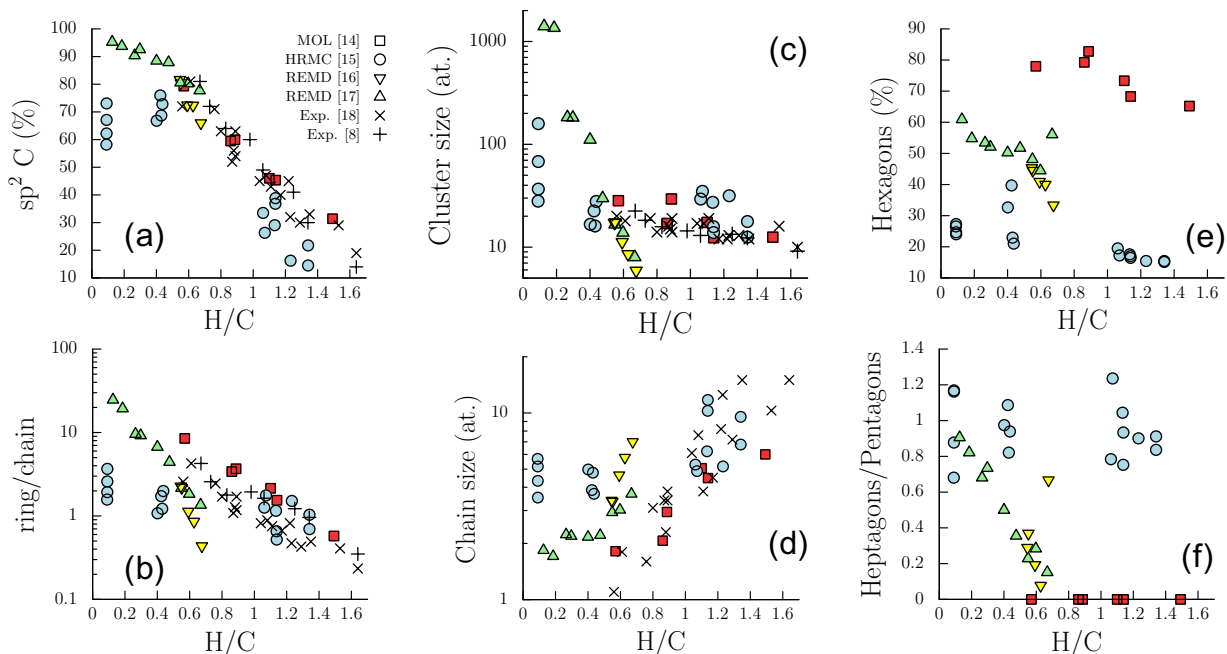 100
90
80
70
60
50
40
30
20
10
sp² C (%)
0 0.2 0.4 0.6 0.8 1 1.2 1.4 1.6
H/C
(a)
MOL [14]
HRMC [15]
REMD [16]
REMD [17]
Exp. [18]
Exp. [8]
1000
100
10
Cluster size (at.)
0 0.2 0.4 0.6 0.8 1 1.2 1.4 1.6
H/C
(c)
90
80
70
60
50
40
30
20
10
Hexagons (%)
0 0.2 0.4 0.6 0.8 1 1.2 1.4 1.6
H/C
(e)
100
10
1
0.1
ring/chain
0 0.2 0.4 0.6 0.8 1 1.2 1.4 1.6
H/C
(b)
10
1
Chain size (at.)
0 0.2 0.4 0.6 0.8 1 1.2 1.4 1.6
H/C
(d)
1.4
1.2
1
0.8
0.6
0.4
0.2
0
Heptagons/Pentagons
0 0.2 0.4 0.6 0.8 1 1.2 1.4 1.6
H/C
(f)